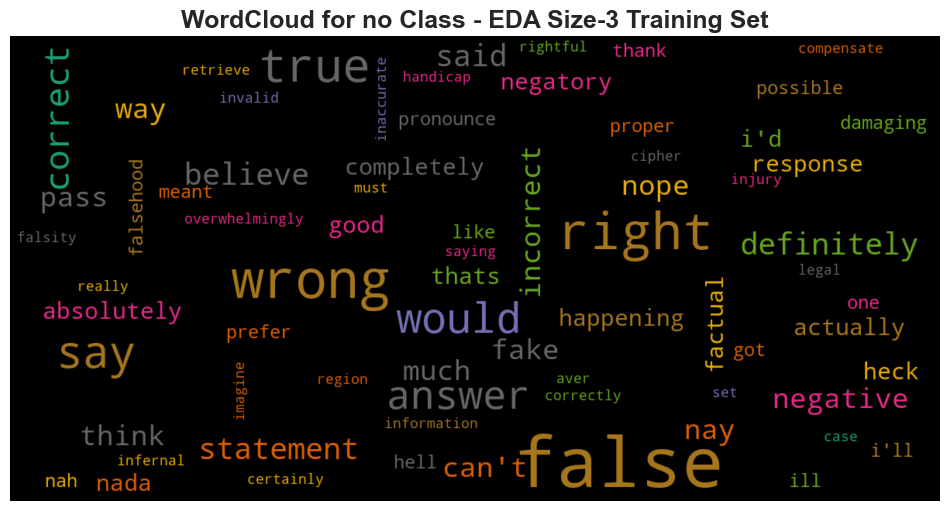 WordCloud for no Class - EDA Size-3 Training Set
correct
retrieve
true
said
rightful
thank
compensate
invalid
inaccurate
handicap
negatory
possible
way
pronounce
proper
i'd
damaging
believe
completely
cipher
response
pass
falsehood
meant
must
incorrect
nope
injury
overwhelmingly
good
like
right
definitely
falsity
saying
legal
really
wrong
thats
absolutely
would
happening
factual
one
actually
say
prefer
fake
got
heck
imagine
region
much
aver
answer
correctly
set
negative
think
information
nay
case
statement
infernal
hell
can't
false
i'll
nah
nada
certainly
ill